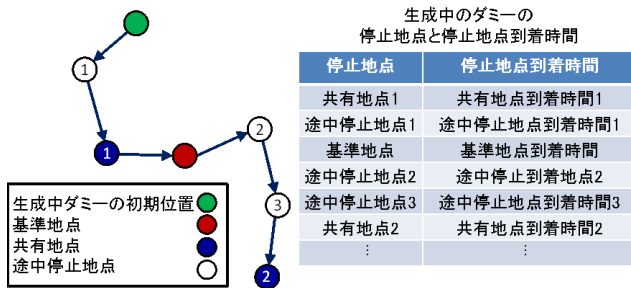 1
1
2
3
2
生成中ダミーの初期位置
基準地点
共有地点
途中停止地点
生成中のダミーの
停止地点と停止地点到着時間
停止地点 停止地点到着時間
共有地点1 共有地点到着時間1
途中停止地点1 途中停止地点到着時間1
基準地点 基準地点到着時間
途中停止地点2 途中停止到着地点2
途中停止地点3 途中停止地点到着時間3
共有地点2 共有地点到着時間2
⋮ ⋮